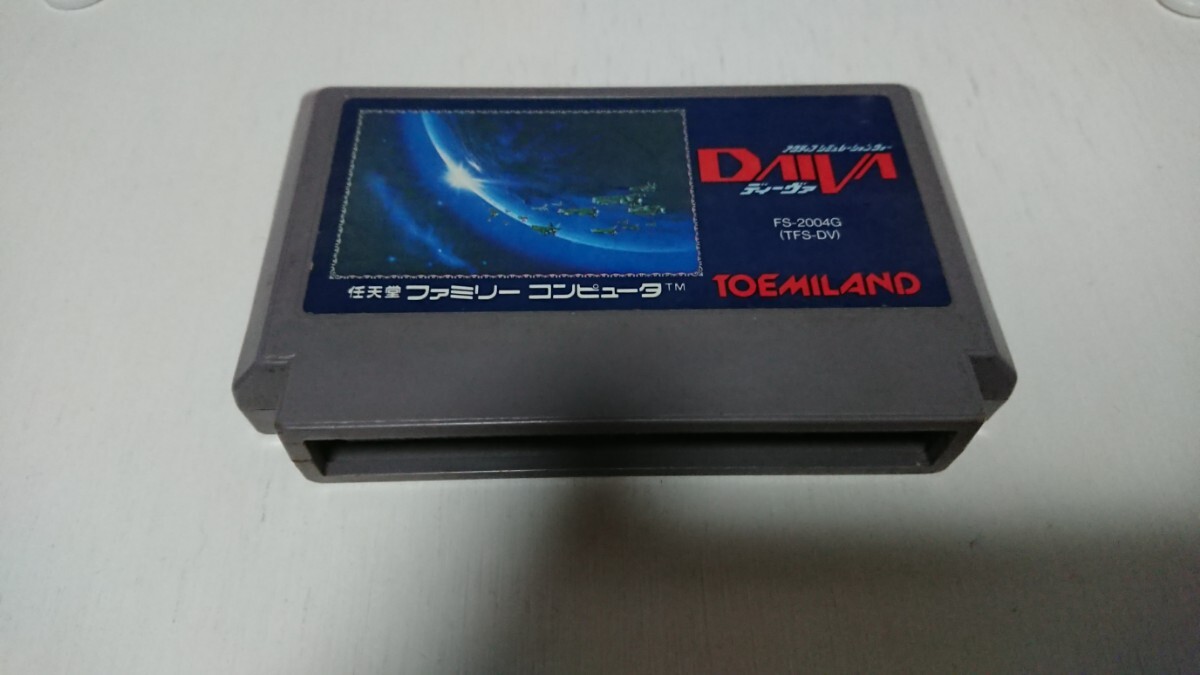 DAIVA
ディーヴァ
FS-2004G
(TFS-DV)
TOEMILAND
任天堂 ファミリー コンピュータ™